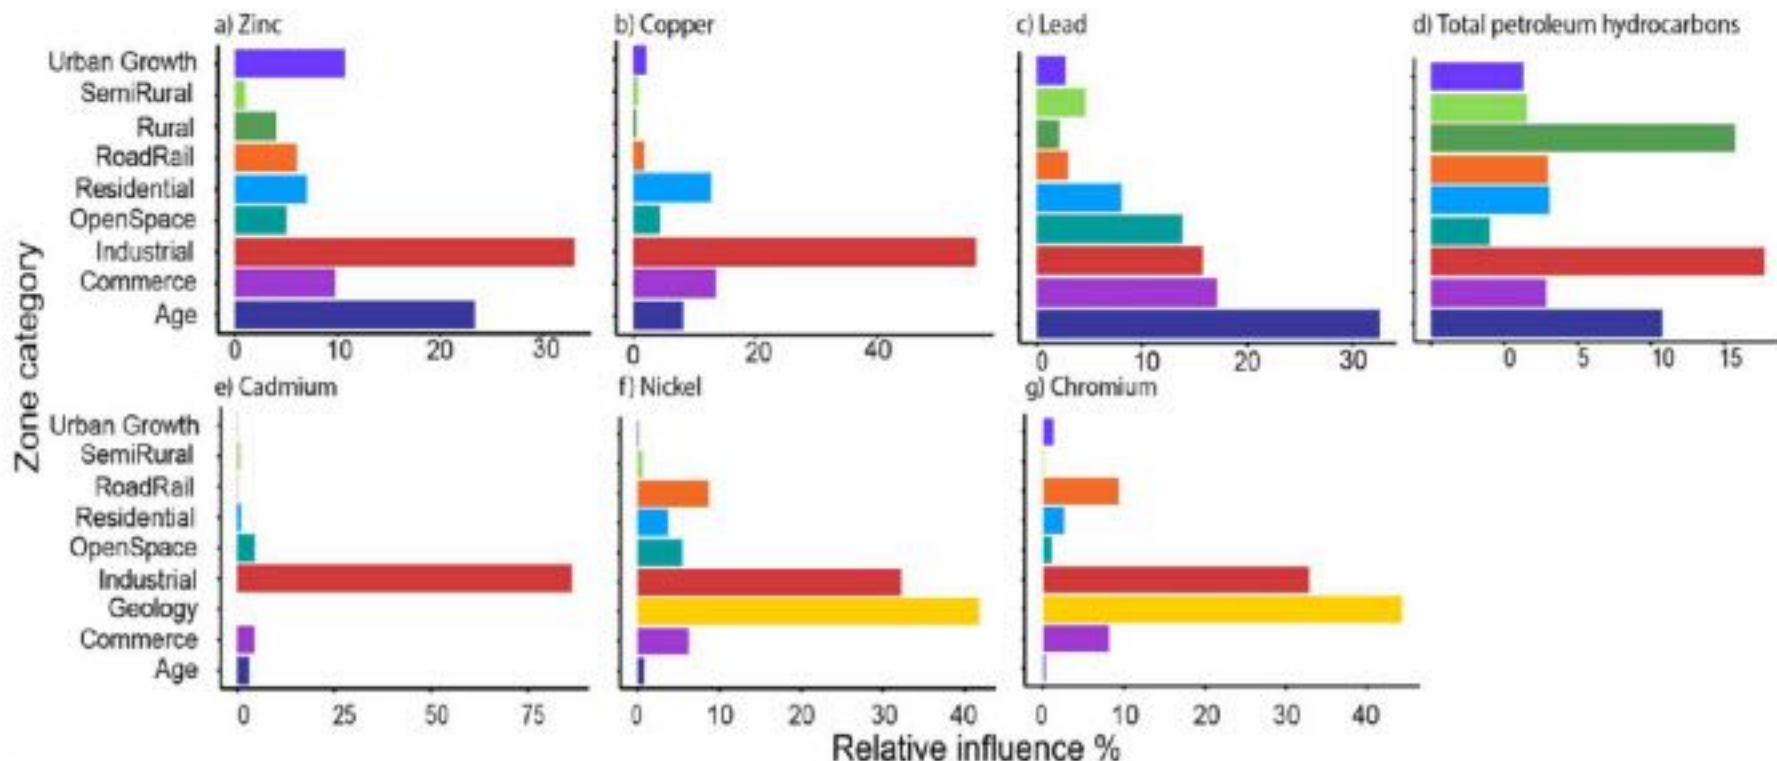 a) Zinc
b) Copper
c) Lead
d) Total petroleum hydrocarbons
Zone category
Urban Growth
SemiRural
Rural
RoadRail
Residential
OpenSpace
Industrial
Commerce
Age
0 10 20 30
0 20 40
0 10 20 30
0 5 10 15
e) Cadmium
f) Nickel
g) Chromium
Urban Growth
SemiRural
RoadRail
Residential
OpenSpace
Industrial
Geology
Commerce
Age
0 25 50 75
0 10 20 30 40
0 10 20 30 40
Relative influence %